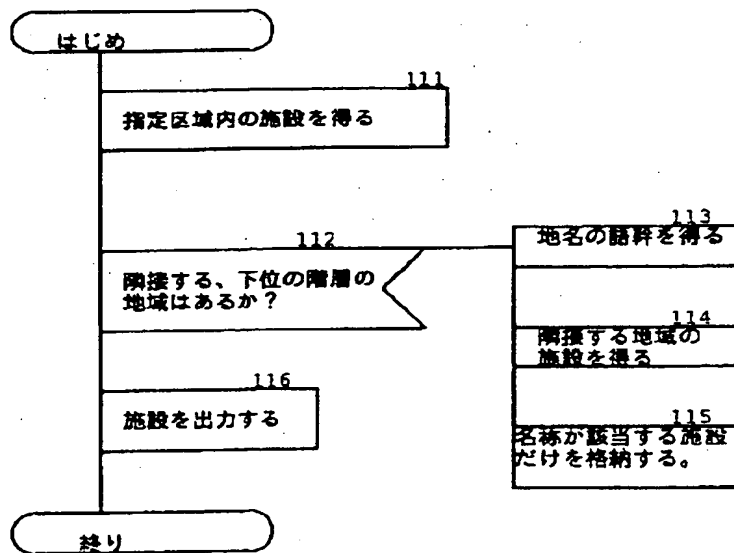 はじめ
111
指定区域内の施設を得る
112
隣接する、下位の階層の
地域はあるか？
113
地名の語幹を得る
114
隣接する地域の
施設を得る
115
名称が該当する施設
だけを格納する。
116
施設を出力する
終り